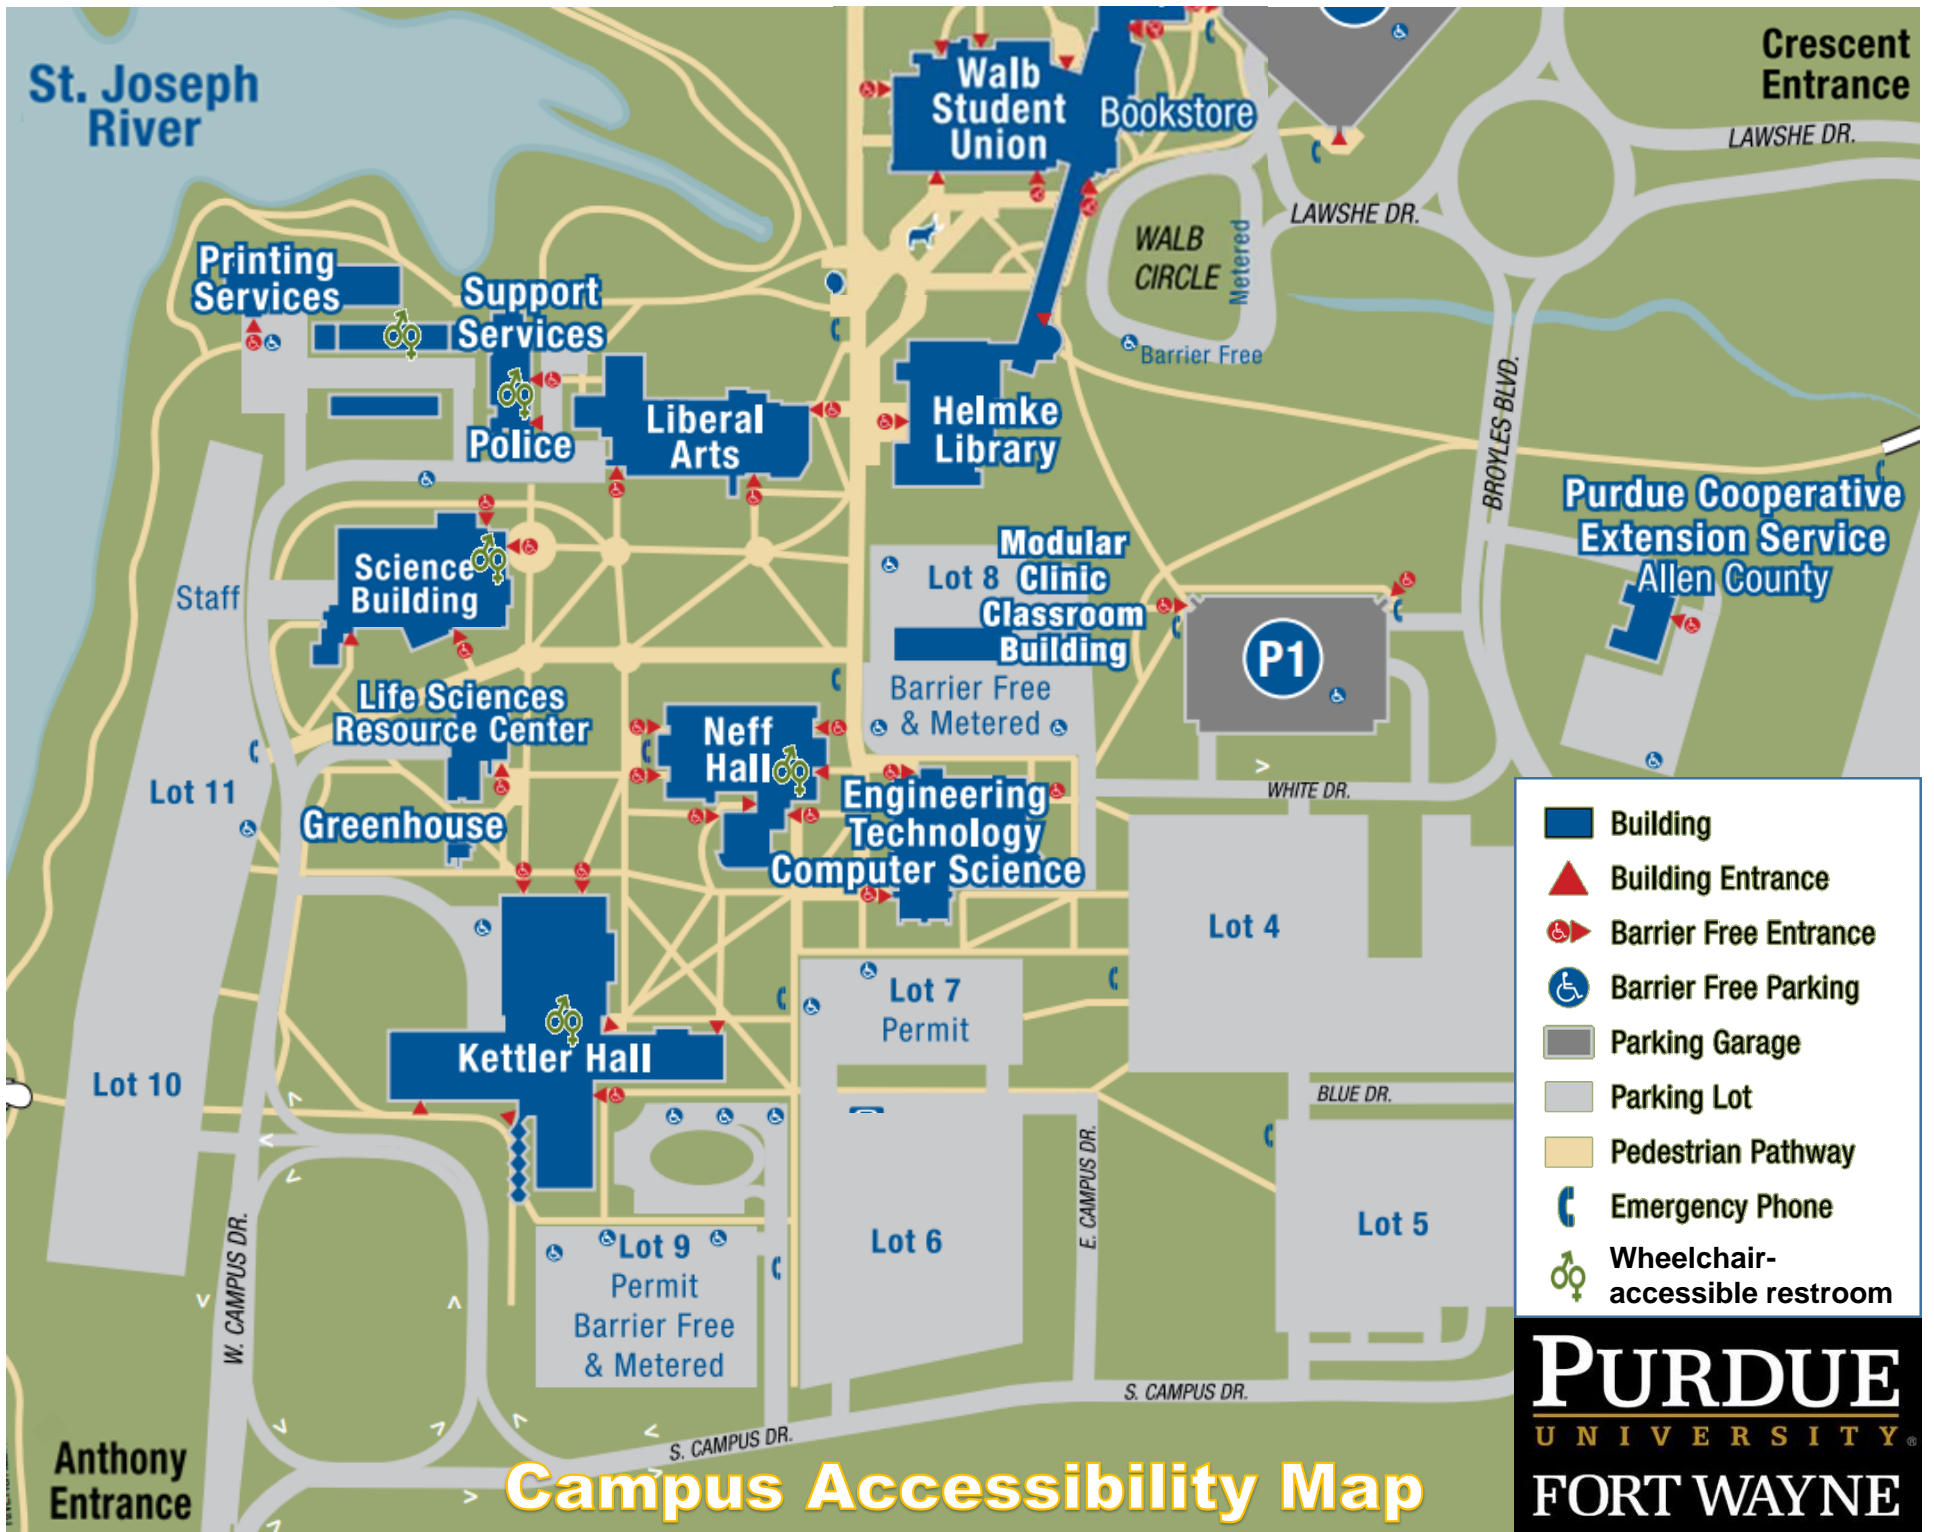 St. Joseph
River
Walb
Student
Union
Bookstore
Crescent
Entrance
LAWSHE DR.
LAWSHE DR.
WALB
CIRCLE
Metered
Barrier Free
Printing
Services
Support
Services
Police
Liberal
Arts
Helmke
Library
BROYLES BLVD.
Purdue Cooperative
Extension Service
Allen County
Modular
Lot 8 Clinic
Classroom
Building
Barrier Free
& Metered
Science
Building
Staff
P1
Life Sciences
Resource Center
Neff
Hall
Lot 11
Greenhouse
Engineering
Technology
Computer Science
WHITE DR.
Lot 4
Lot 7
Permit
Kettler Hall
Lot 10
BLUE DR.
E. CAMPUS DR.
Lot 6
Lot 5
Lot 9
Permit
Barrier Free
& Metered
W. CAMPUS DR.
S. CAMPUS DR.
S. CAMPUS DR.
Anthony
Entrance
Campus Accessibility Map
Building
Building Entrance
Barrier Free Entrance
Barrier Free Parking
Parking Garage
Parking Lot
Pedestrian Pathway
Emergency Phone
Wheelchair-
accessible restroom
PURDUE
UNIVERSITY®
FORT WAYNE